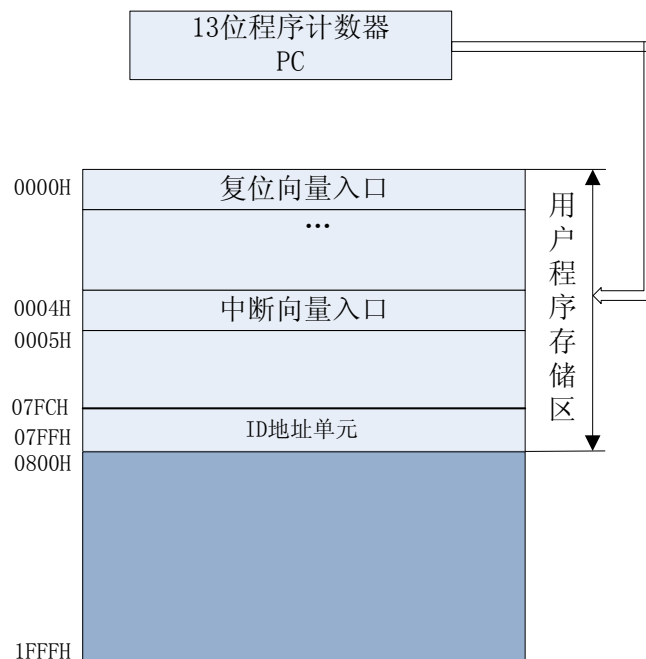 13位程序计数器
PC
0000H
复位向量入口
...
0004H
中断向量入口
0005H
07FCH
07FFH
ID地址单元
0800H
1FFFH
用户程序存储区